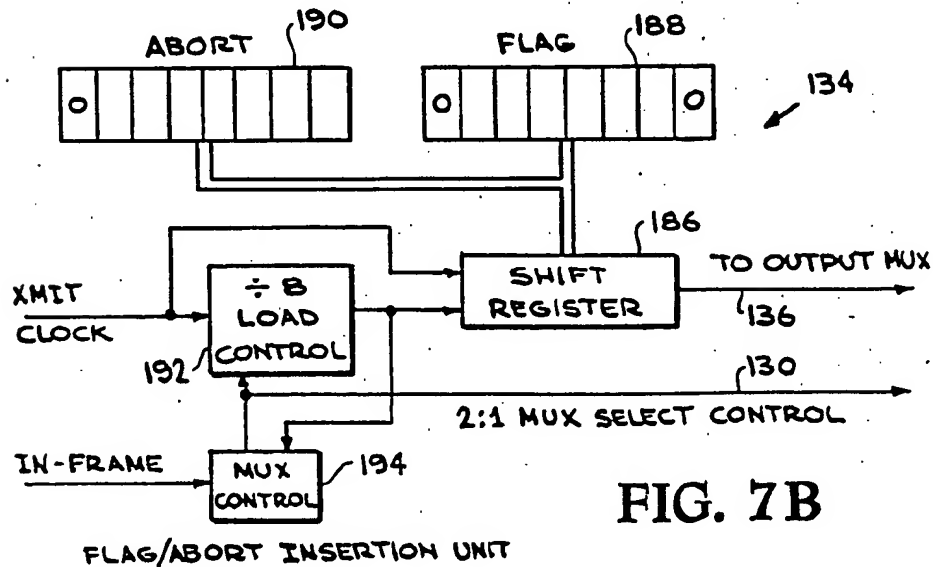 190
ABORT
188
FLAG
134
0
0
0
186
SHIFT
REGISTER
TO OUTPUT MUX
136
XMIT
CLOCK
÷ 8
LOAD
CONTROL
192
130
2:1 MUX SELECT CONTROL
IN-FRAME
MUX
CONTROL
194
FIG. 7B
FLAG/ABORT INSERTION UNIT